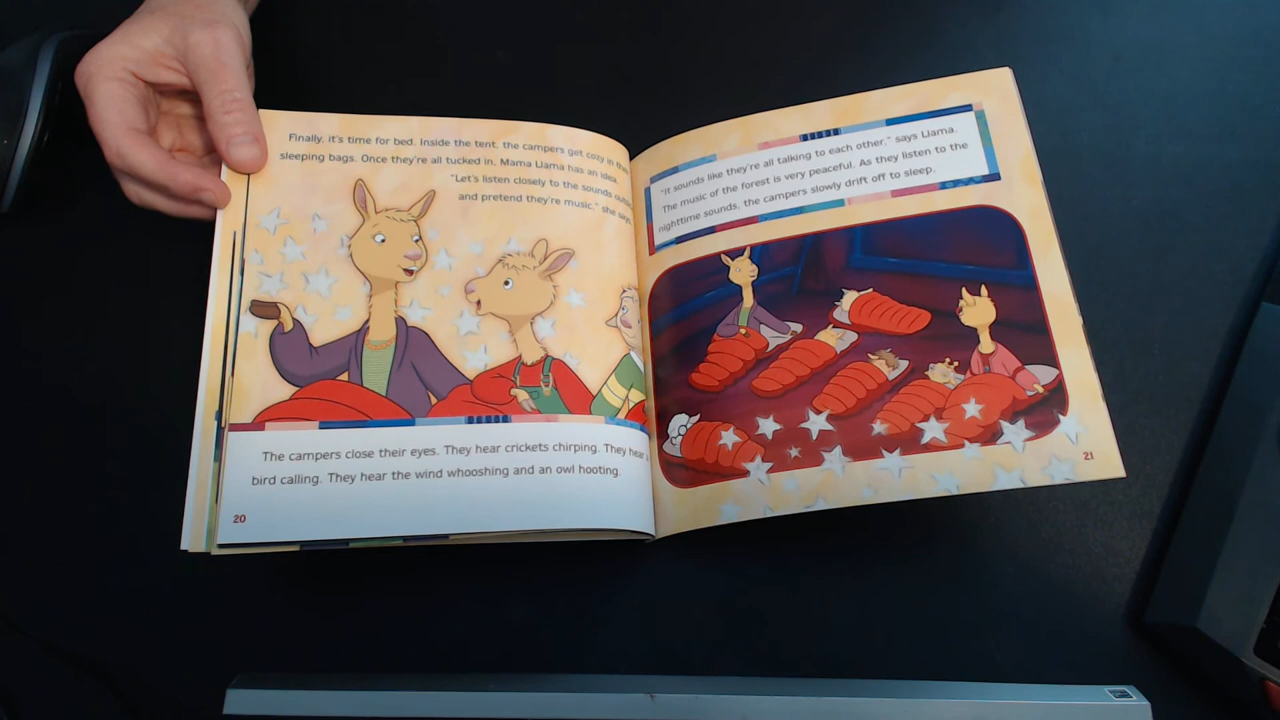 Finally, it's time for bed. Inside the tent, the campers get cozy in their
sleeping bags. Once they're all tucked in, Mama Llama has an idea.
"Let's listen closely to the sounds outside
and pretend they're music," she says.
The campers close their eyes. They hear crickets chirping. They hear a
bird calling. They hear the wind whooshing and an owl hooting.
20
"It sounds like they're all talking to each other," says Llama.
The music of the forest is very peaceful. As they listen to the
nighttime sounds, the campers slowly drift off to sleep.
21